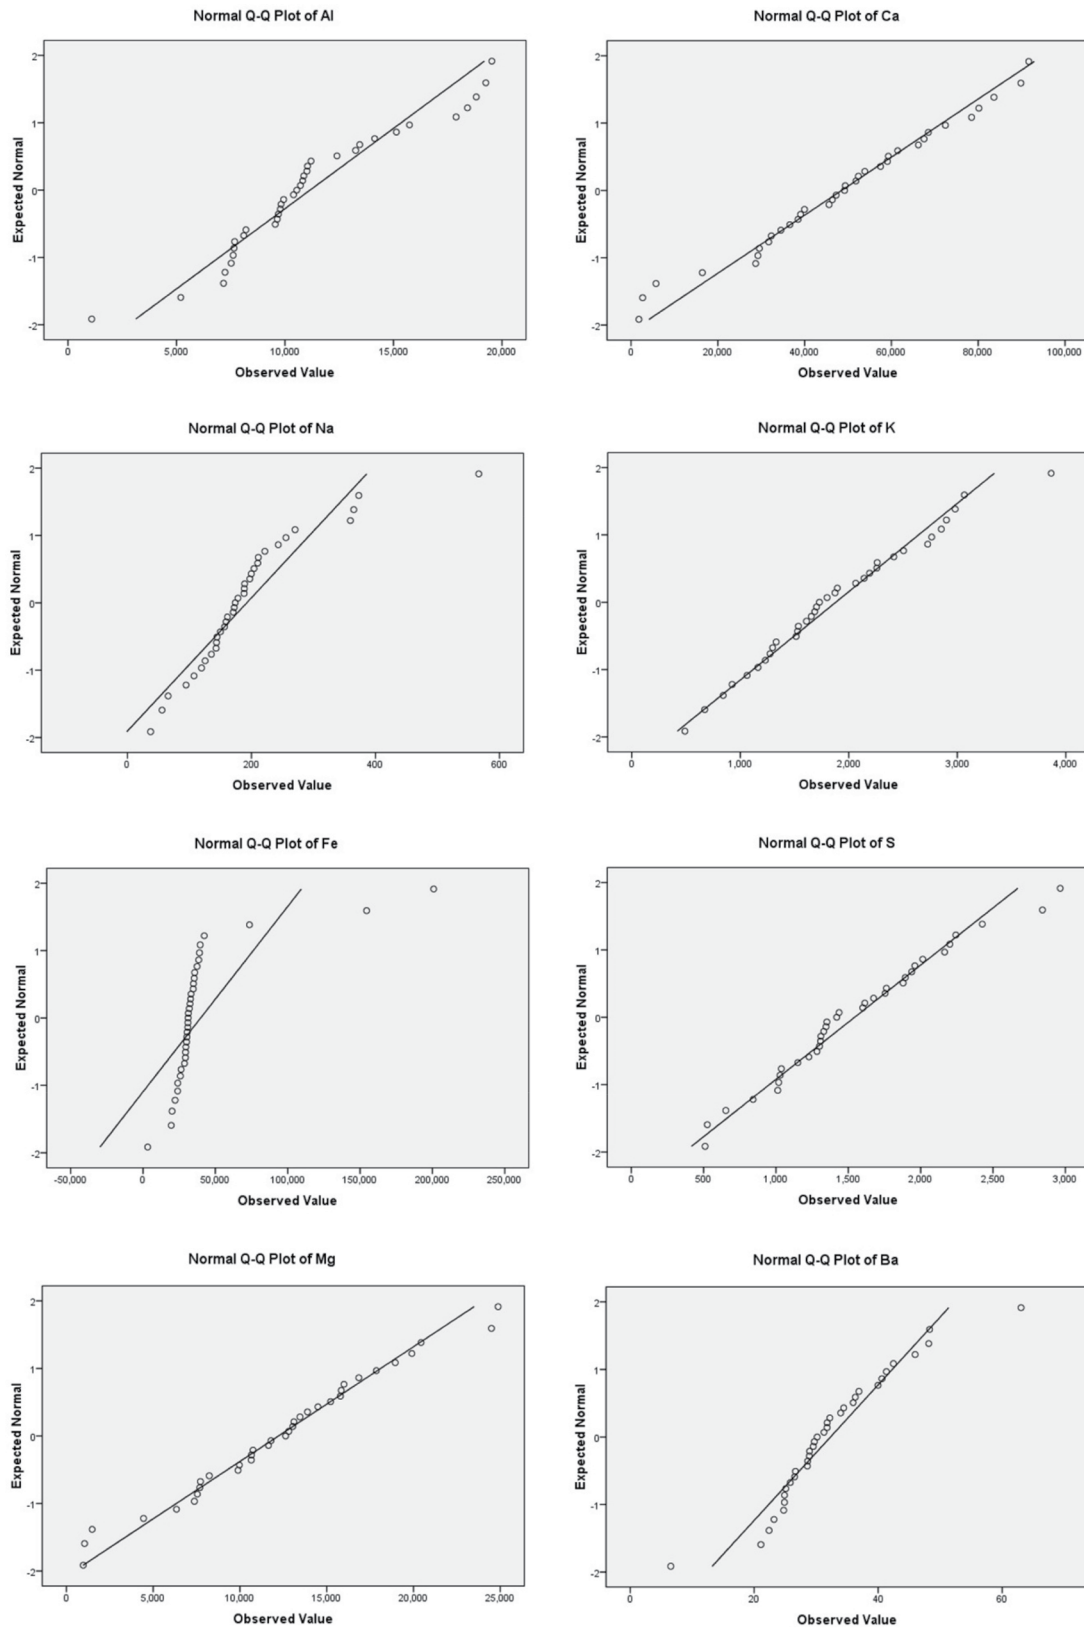 Normal Q-Q Plot of Al
Normal Q-Q Plot of Ca
Expected Normal
2
1
0
-1
-2
0 5,000 10,000 15,000 20,000
Observed Value
Expected Normal
2
1
0
-1
-2
0 20,000 40,000 60,000 80,000 100,000
Observed Value
Normal Q-Q Plot of Na
Normal Q-Q Plot of K
Expected Normal
2
1
0
-1
-2
0 200 400 600
Observed Value
Expected Normal
2
1
0
-1
-2
0 1,000 2,000 3,000 4,000
Observed Value
Normal Q-Q Plot of Fe
Normal Q-Q Plot of S
Expected Normal
2
1
0
-1
-2
-50,000 0 50,000 100,000 150,000 200,000 250,000
Observed Value
Expected Normal
2
1
0
-1
-2
0 500 1,000 1,500 2,000 2,500 3,000
Observed Value
Normal Q-Q Plot of Mg
Normal Q-Q Plot of Ba
Expected Normal
2
1
0
-1
-2
0 5,000 10,000 15,000 20,000 25,000
Observed Value
Expected Normal
2
1
0
-1
-2
0 20 40 60
Observed Value